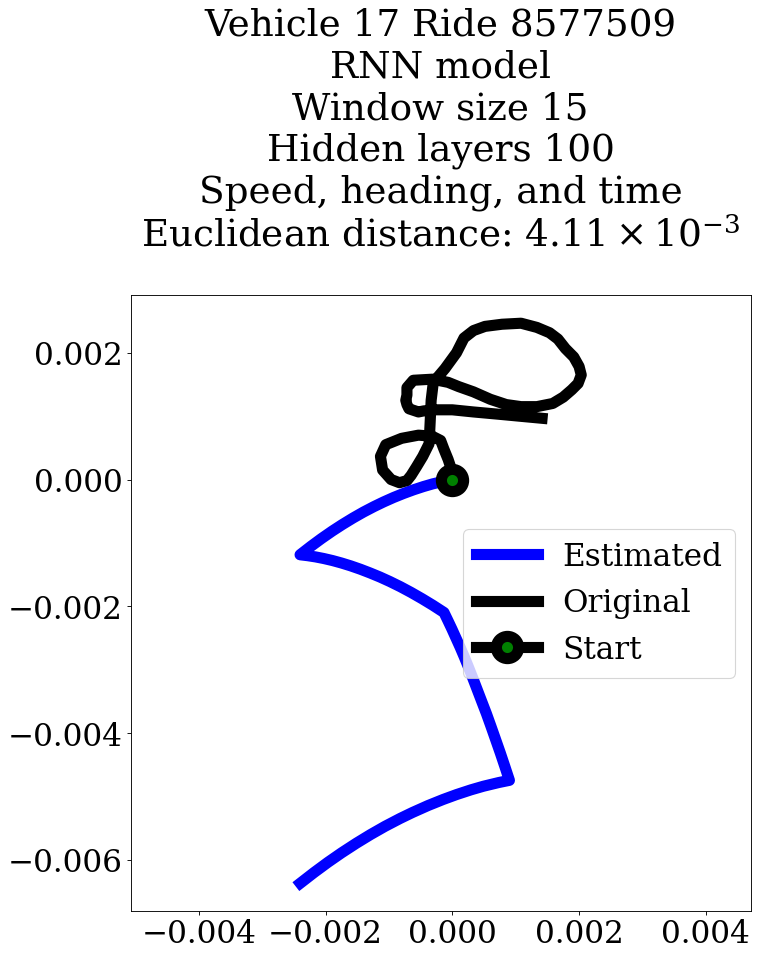 Vehicle 17 Ride 8577509
RNN model
Window size 15
Hidden layers 100
Speed, heading, and time
Euclidean distance: 4.11 × 10⁻³
0.002
0.000
−0.002
−0.004
−0.006
Estimated
Original
Start
−0.004 −0.002 0.000 0.002 0.004